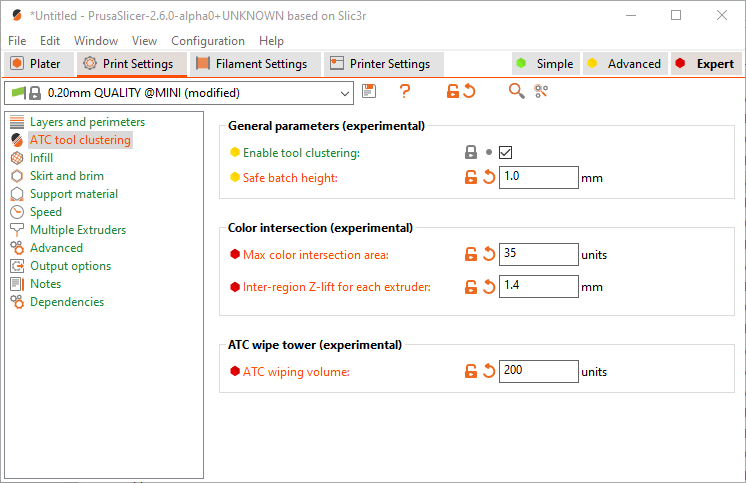 *Untitled - PrusaSlicer-2.6.0-alpha0+UNKNOWN based on Slic3r
File Edit Window View Configuration Help
Plater Print Settings Filament Settings Printer Settings Simple Advanced Expert
0.20mm QUALITY @MINI (modified)
Layers and perimeters
ATC tool clustering
Infill
Skirt and brim
Support material
Speed
Multiple Extruders
Advanced
Output options
Notes
Dependencies
General parameters (experimental)
Enable tool clustering:
Safe batch height: 1.0 mm
Color intersection (experimental)
Max color intersection area: 35 units
Inter-region Z-lift for each extruder: 1.4 mm
ATC wipe tower (experimental)
ATC wiping volume: 200 units